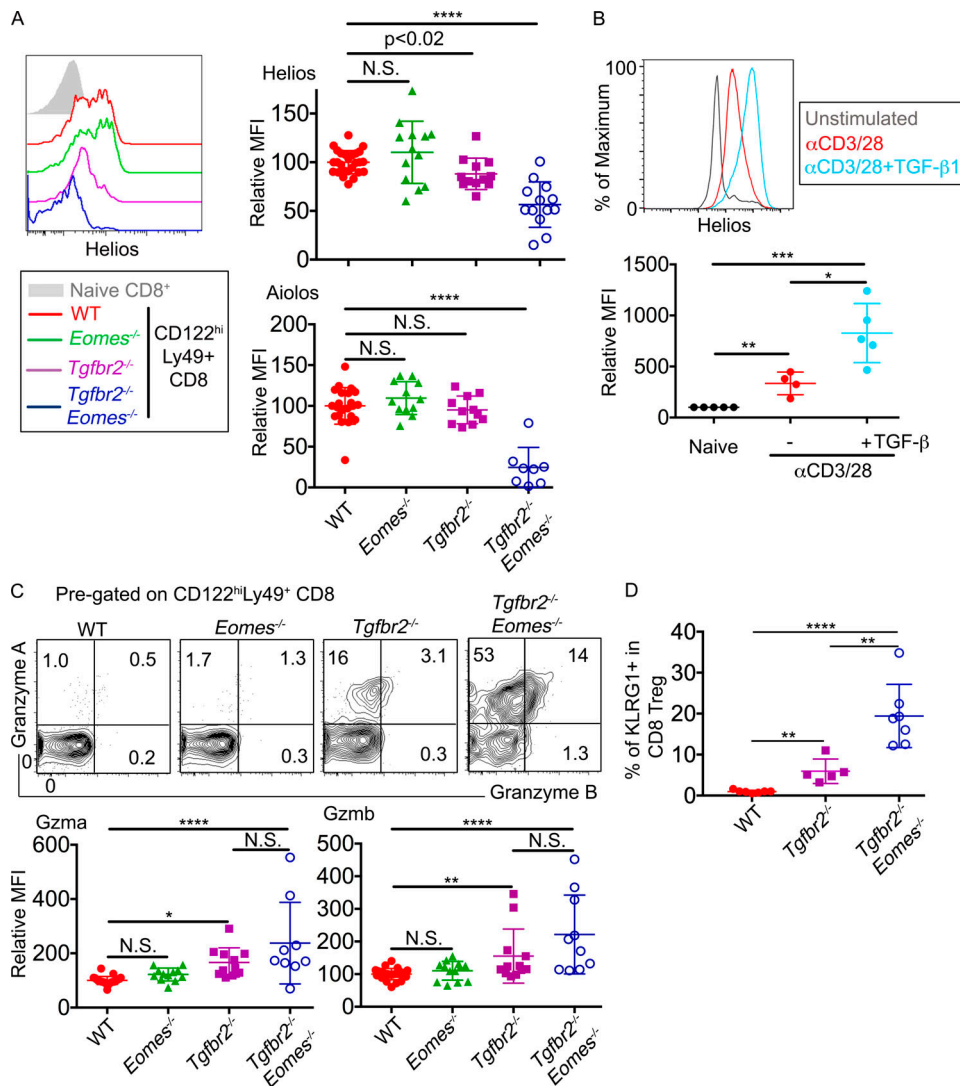 A
Helios
Naive CD8+
WT
Eomes-/-
Tgfbr2-/-
Tgfbr2-/-
Eomes-/-
CD122hi
Ly49+
CD8
****
p<0.02
N.S.
Helios
Relative MFI
150
100
50
0
Aiolos
****
N.S.
N.S.
Relative MFI
200
150
100
50
0
WT
Eomes-/-
Tgfbr2-/-
Tgfbr2-/-
Eomes-/-
B
% of Maximum
100
80
60
40
20
0
Helios
Unstimulated
αCD3/28
αCD3/28+TGF-β1
Relative MFI
1500
1000
500
0
***
*
**
Naive
-
+TGF-β
αCD3/28
C
Pre-gated on CD122hiLy49+ CD8
WT
Eomes-/-
Tgfbr2-/-
Tgfbr2-/-
Eomes-/-
Granzyme A
0
0
1.0
0.5
0.2
1.7
1.3
0.3
16
3.1
0.3
53
14
1.3
Granzyme B
Gzma
****
N.S.
*
N.S.
Relative MFI
600
400
200
0
WT
Eomes-/-
Tgfbr2-/-
Tgfbr2-/-
Eomes-/-
Gzmb
****
N.S.
**
N.S.
500
400
300
200
100
0
WT
Eomes-/-
Tgfbr2-/-
Tgfbr2-/-
Eomes-/-
D
% of KLRG1+ in
CD8 Treg
40
30
20
10
0
****
**
**
WT
Tgfbr2-/-
Tgfbr2-/-
Eomes-/-